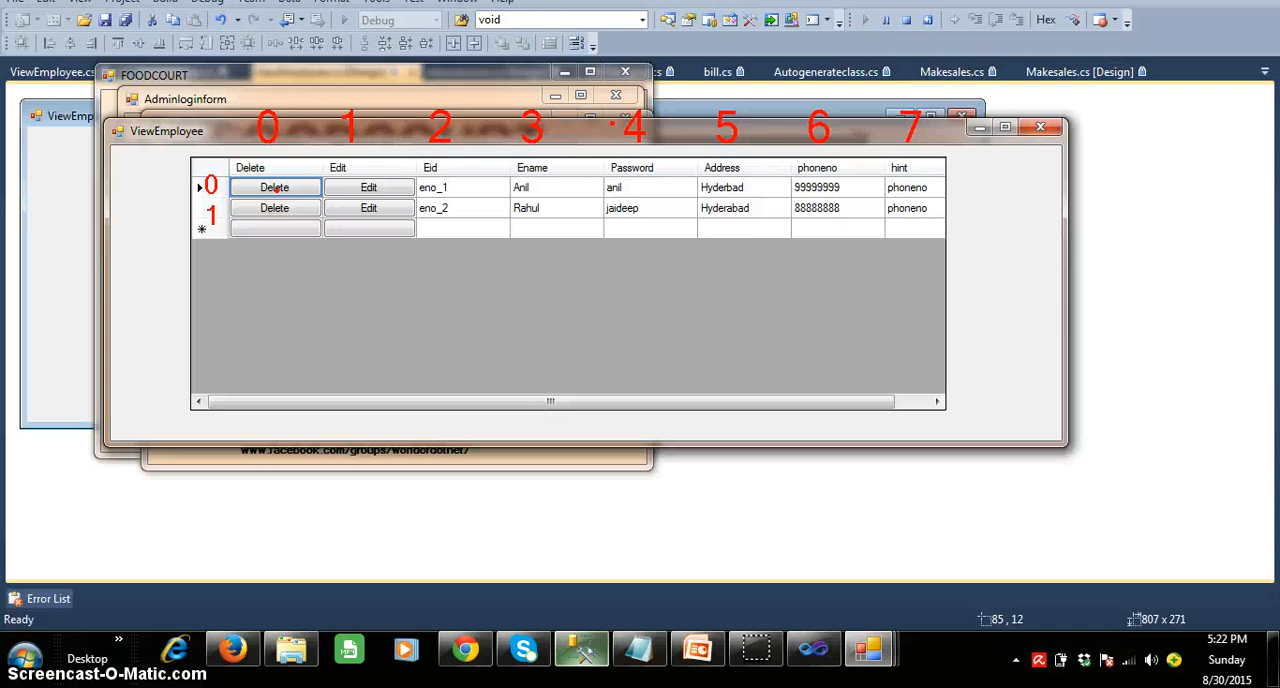 Debug
void
Hex
ViewEmployee.cs
bill.cs
Autogenerateclass.cs
Makesales.cs
Makesales.cs [Design]
FOODCOURT
Adminloginform
ViewEmp
ViewEmployee
0 1 2 3 4 5 6 7
Delete Edit Eid Ename Password Address phoneno hint
0 Delete Edit eno_1 Anil anil Hyderbad 99999999 phoneno
1 Delete Edit eno_2 Rahul jaideep Hyderabad 88888888 phoneno
www.facebook.com/groups/wondordotnet/
Error List
Ready 85 , 12 807 x 271
Desktop »
5:22 PM
Sunday
8/30/2015
Screencast-O-Matic.com